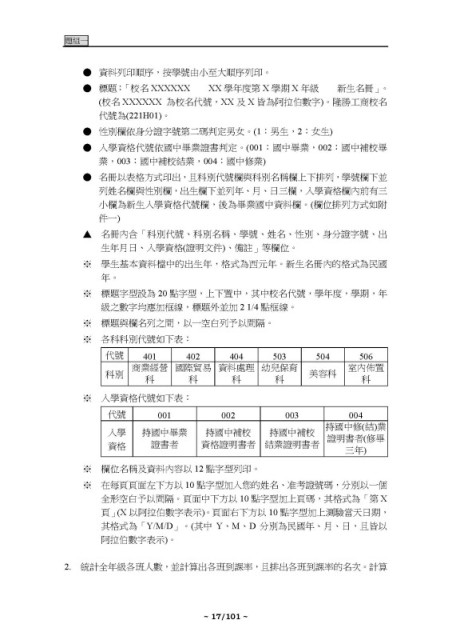 題組一
● 資料列印順序，按學號由小至大順序列印。
● 標題：「校名 XXXXXX　XX 學年度第 X 學期 X 年級　新生名冊」。
(校名 XXXXXX 為校名代號，XX 及 X 皆為阿拉伯數字)。隆勝工商校名
代號為(221H01)。
● 性別欄依身分證字號第二碼判定男女。(1：男生，2：女生)
● 入學資格代號依國中畢業證書判定。(001：國中畢業，002：國中補校畢
業，003：國中補校結業，004：國中修業)
● 名冊以表格方式印出，且科別代號欄與科別名稱欄上下排列，學號欄下並
列姓名欄與性別欄，出生欄下並列年、月、日三欄，入學資格欄內前有三
小欄為新生入學資格代號欄，後為畢業國中資料欄。(欄位排列方式如附
件一)
▲ 名冊內含「科別代號、科別名稱、學號、姓名、性別、身分證字號、出
生年月日、入學資格(證明文件)、備註」等欄位。
※ 學生基本資料檔中的出生年，格式為西元年。新生名冊內的格式為民國
年。
※ 標題字型設為 20 點字型，上下置中，其中校名代號、學年度、學期、年
級之數字均應加框線，標題外並加 2 1/4 點框線。
※ 標題與欄名列之間，以一空白列予以間隔。
※ 各科科別代號如下表：
代號 401 402 404 503 504 506
科別 商業經營科 國際貿易科 資料處理科 幼兒保育科 美容科 室內佈置科
※ 入學資格代號如下表：
代號 001 002 003 004
入學資格 持國中畢業證書者 持國中補校資格證明書者 持國中補校結業證明書者 持國中修(結)業證明書者(修畢三年)
※ 欄位名稱及資料內容以 12 點字型列印。
※ 在每頁頁面左下方以 10 點字型加入您的姓名、准考證號碼，分別以一個
全形空白予以間隔。頁面中下方以 10 點字型加上頁碼，其格式為「第 X
頁」(X 以阿拉伯數字表示)。頁面右下方以 10 點字型加上測驗當天日期，
其格式為「Y/M/D」。(其中 Y、M、D 分別為民國年、月、日，且皆以
阿拉伯數字表示)。
2. 統計全年級各班人數，並計算出各班到課率，且排出各班到課率的名次。計算
~ 17/101 ~